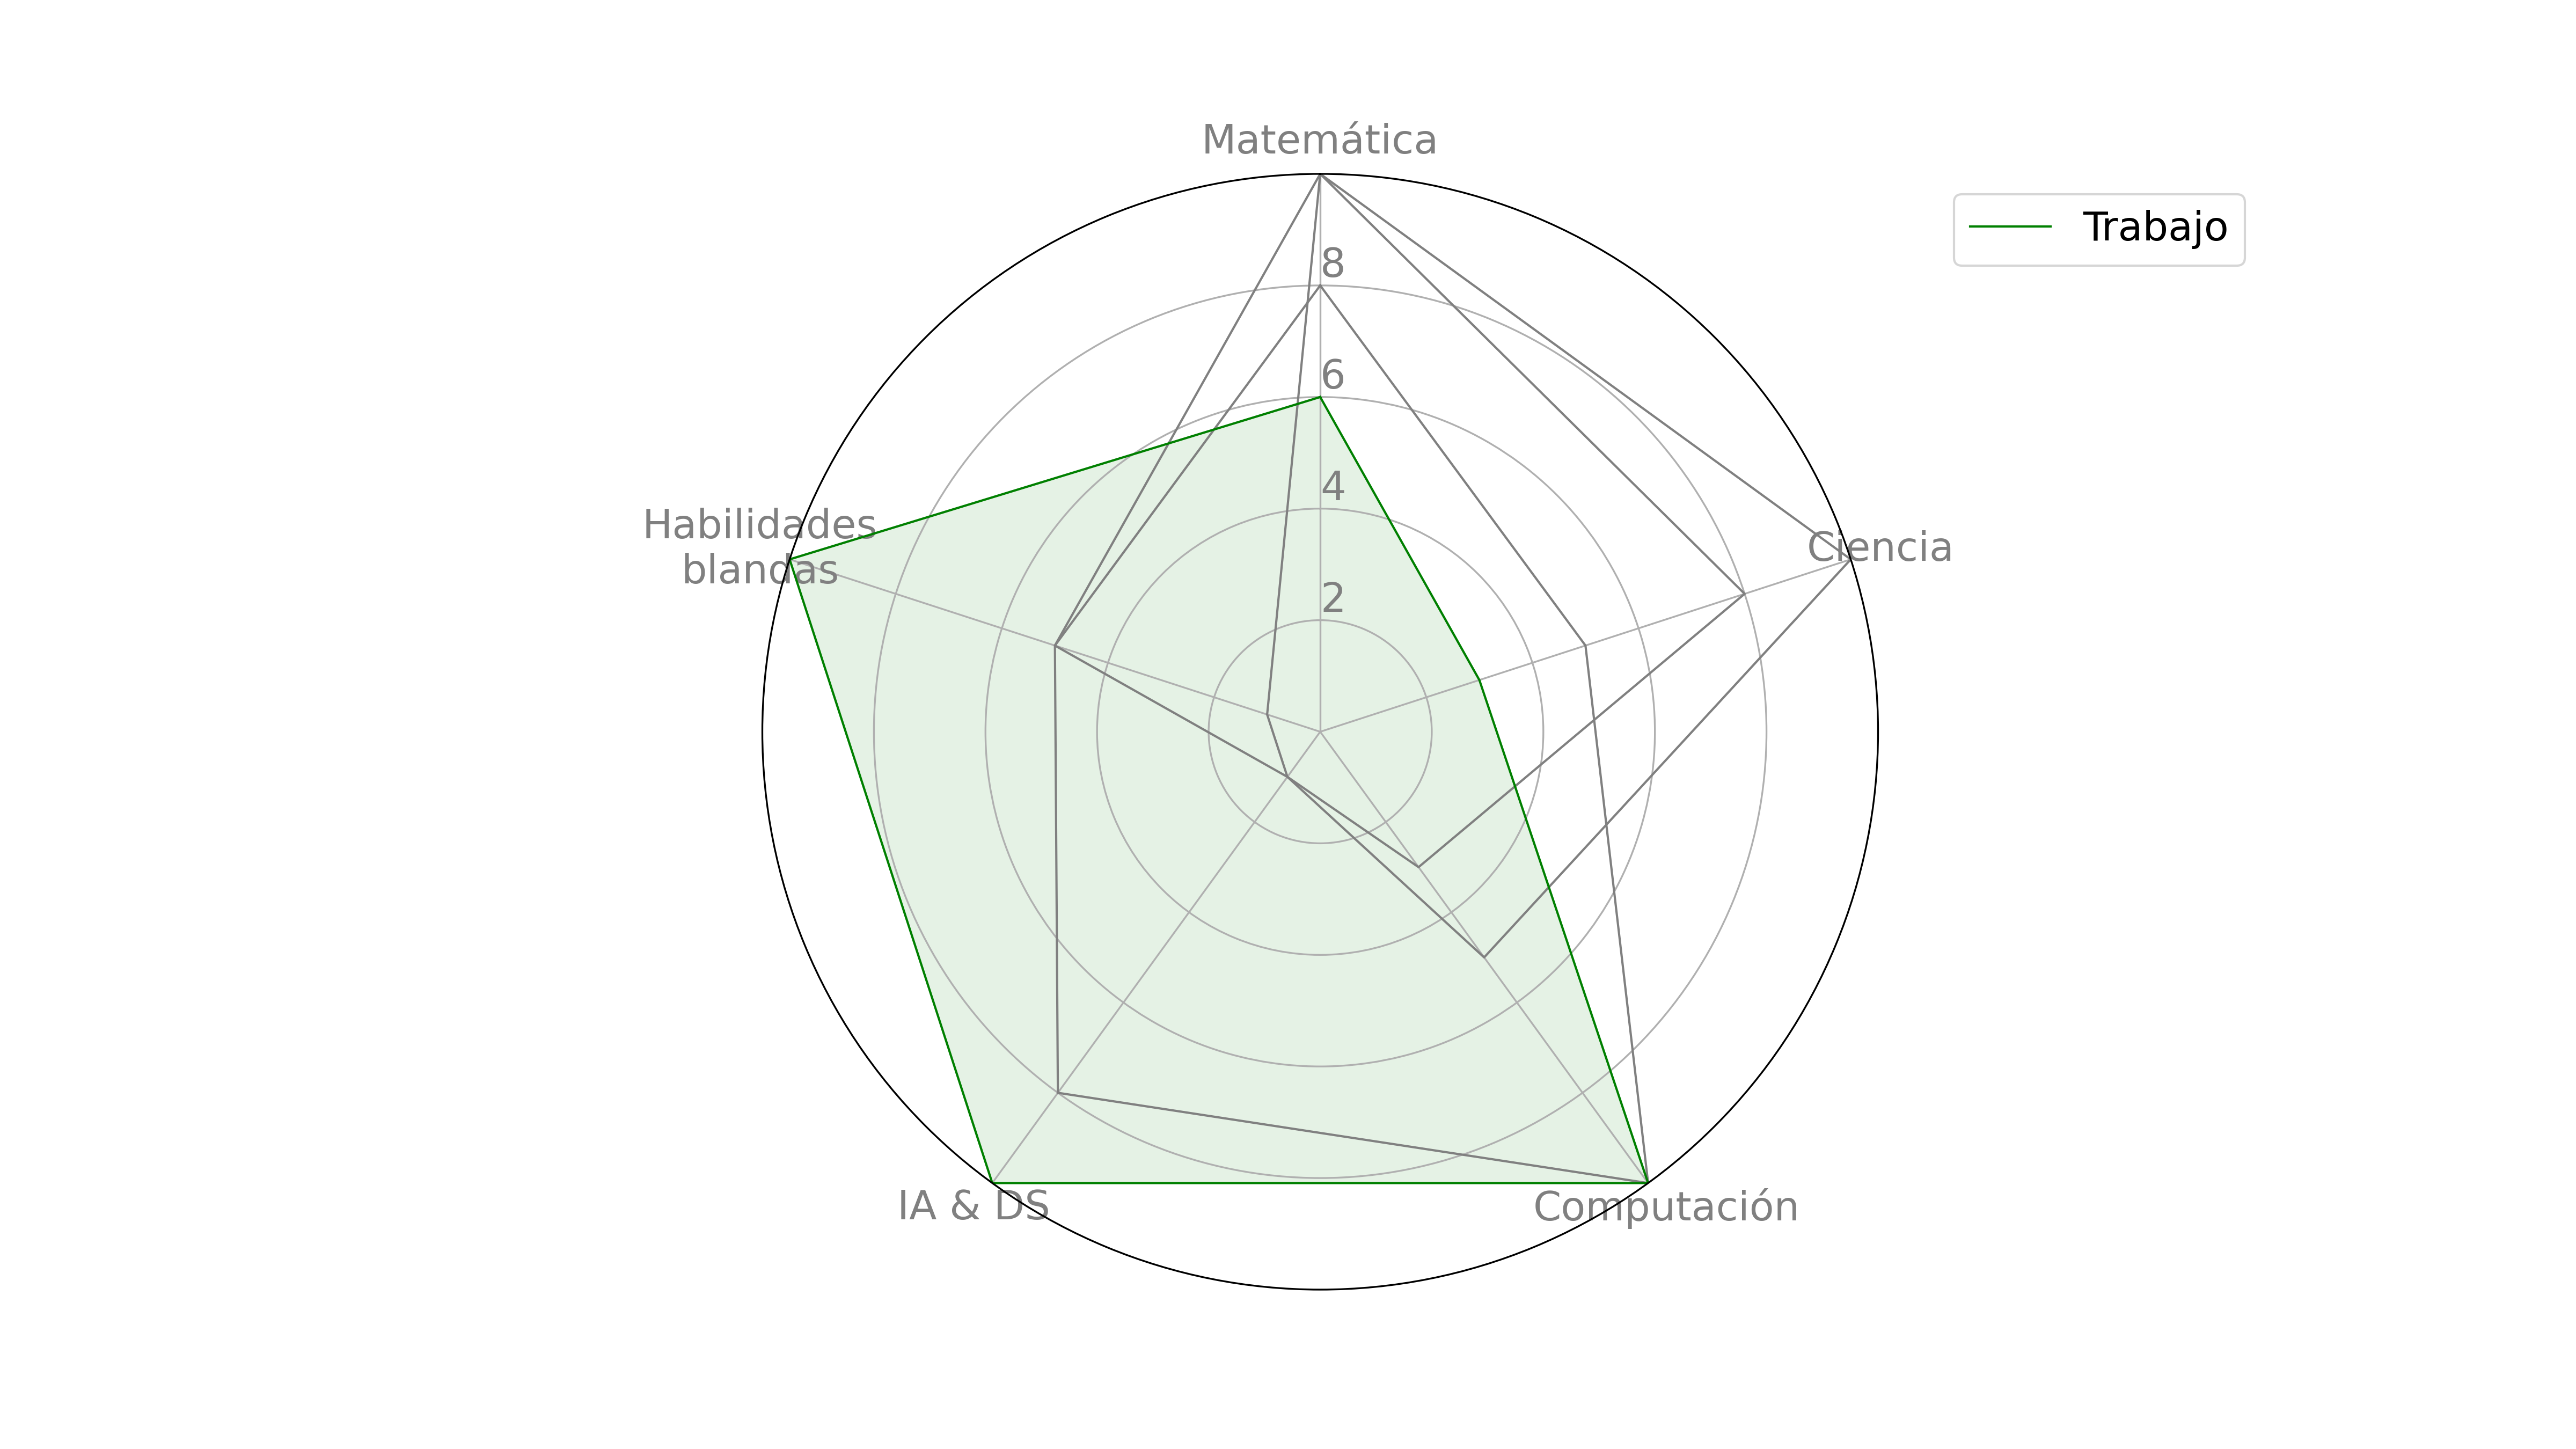 Matemática
Trabajo
8
6
4
2
Habilidades
blandas
Ciencia
IA & DS
Computación